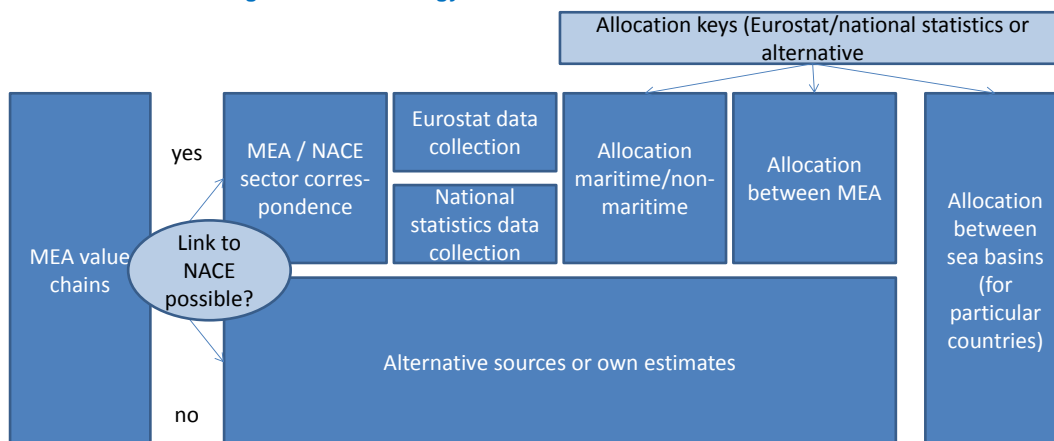 Allocation keys (Eurostat/national statistics or
alternative
MEA value
chains
yes
Link to
NACE
possible?
no
MEA / NACE
sector corres-
pondence
Eurostat data
collection
National
statistics data
collection
Allocation
maritime/non-
maritime
Allocation
between MEA
Alternative sources or own estimates
Allocation
between
sea basins
(for
particular
countries)